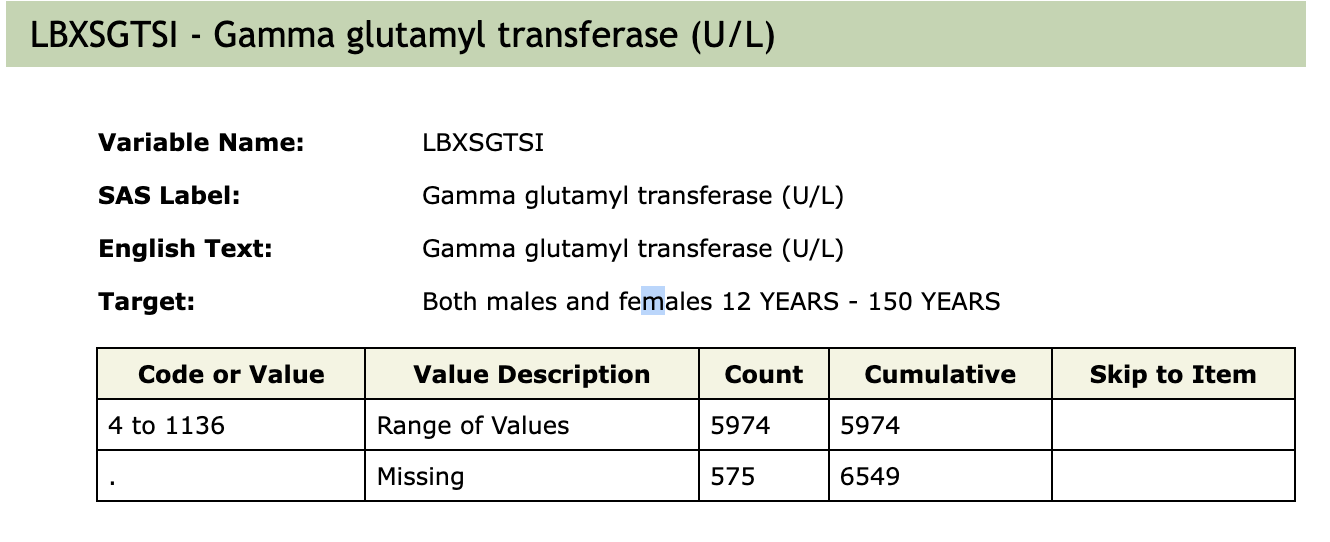 LBXSGTSI - Gamma glutamyl transferase (U/L)
Variable Name: LBXSGTSI
SAS Label: Gamma glutamyl transferase (U/L)
English Text: Gamma glutamyl transferase (U/L)
Target: Both males and females 12 YEARS - 150 YEARS
Code or Value Value Description Count Cumulative Skip to Item
4 to 1136 Range of Values 5974 5974
. Missing 575 6549